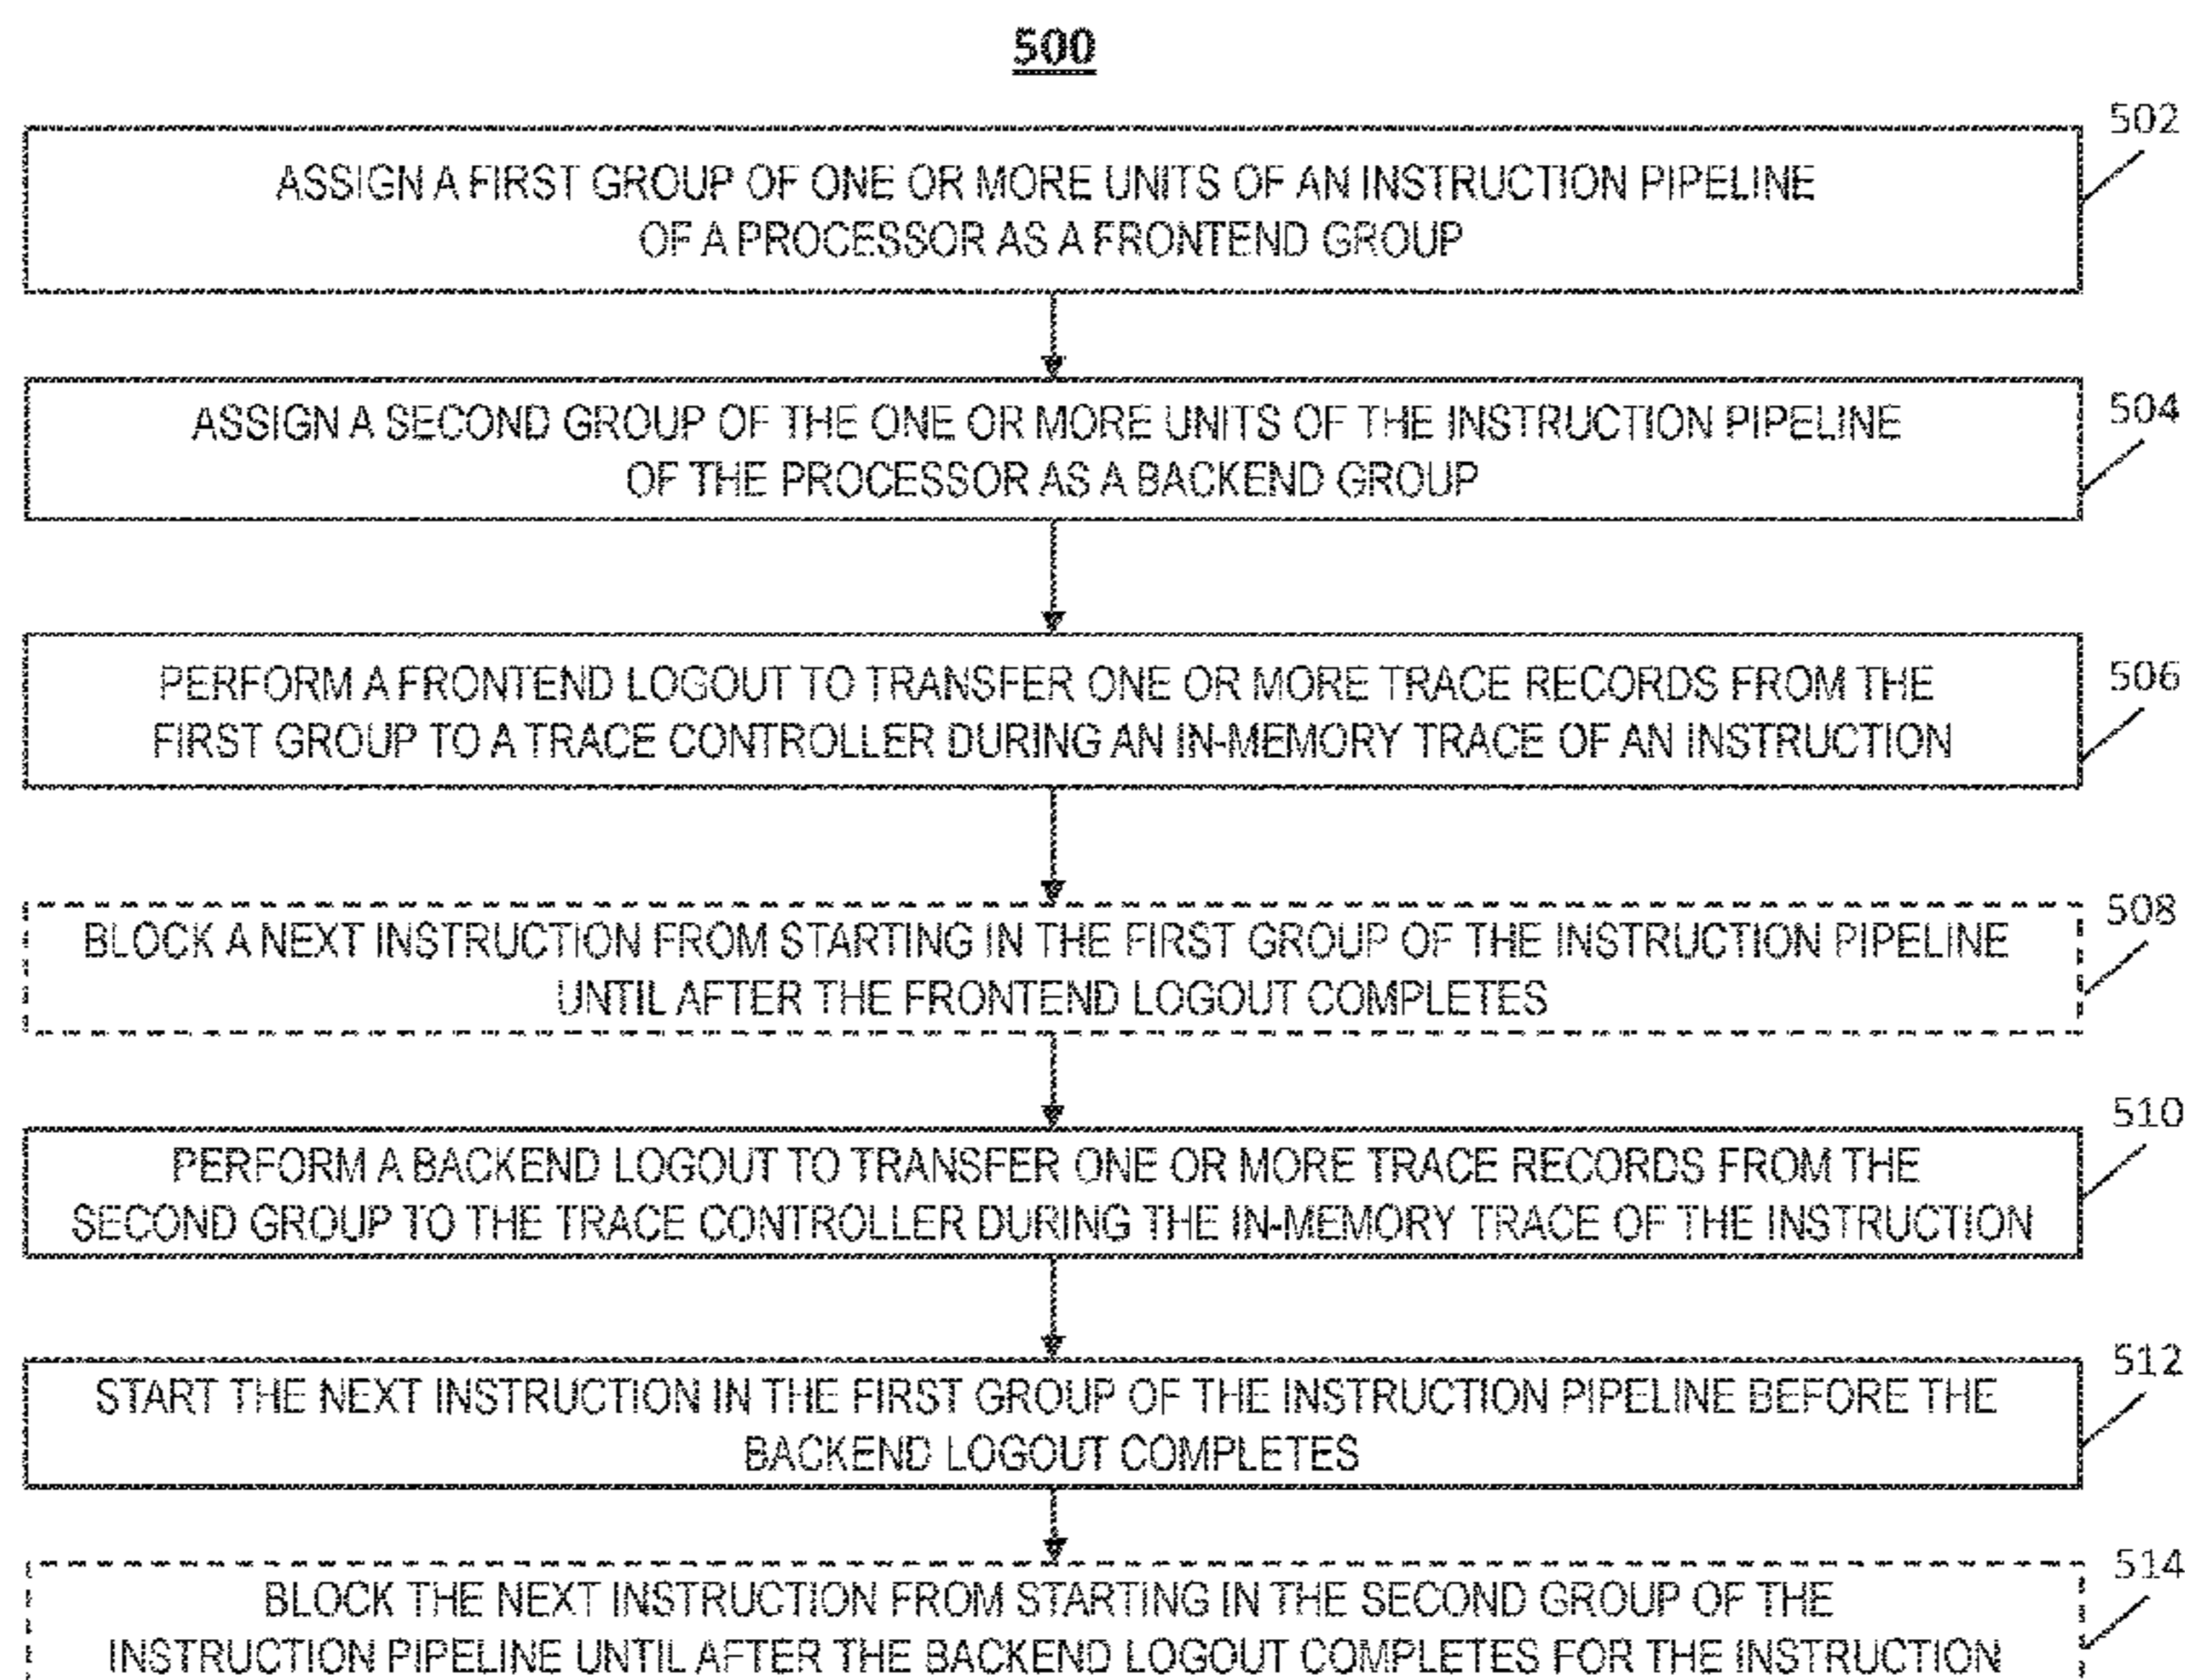 500
502
ASSIGN A FIRST GROUP OF ONE OR MORE UNITS OF AN INSTRUCTION PIPELINE
OF A PROCESSOR AS A FRONTEND GROUP
504
ASSIGN A SECOND GROUP OF THE ONE OR MORE UNITS OF THE INSTRUCTION PIPELINE
OF THE PROCESSOR AS A BACKEND GROUP
506
PERFORM A FRONTEND LOGOUT TO TRANSFER ONE OR MORE TRACE RECORDS FROM THE
FIRST GROUP TO A TRACE CONTROLLER DURING AN IN-MEMORY TRACE OF AN INSTRUCTION
508
BLOCK A NEXT INSTRUCTION FROM STARTING IN THE FIRST GROUP OF THE INSTRUCTION PIPELINE
UNTIL AFTER THE FRONTEND LOGOUT COMPLETES
510
PERFORM A BACKEND LOGOUT TO TRANSFER ONE OR MORE TRACE RECORDS FROM THE
SECOND GROUP TO THE TRACE CONTROLLER DURING THE IN-MEMORY TRACE OF THE INSTRUCTION
512
START THE NEXT INSTRUCTION IN THE FIRST GROUP OF THE INSTRUCTION PIPELINE BEFORE THE
BACKEND LOGOUT COMPLETES
514
BLOCK THE NEXT INSTRUCTION FROM STARTING IN THE SECOND GROUP OF THE
INSTRUCTION PIPELINE UNTIL AFTER THE BACKEND LOGOUT COMPLETES FOR THE INSTRUCTION